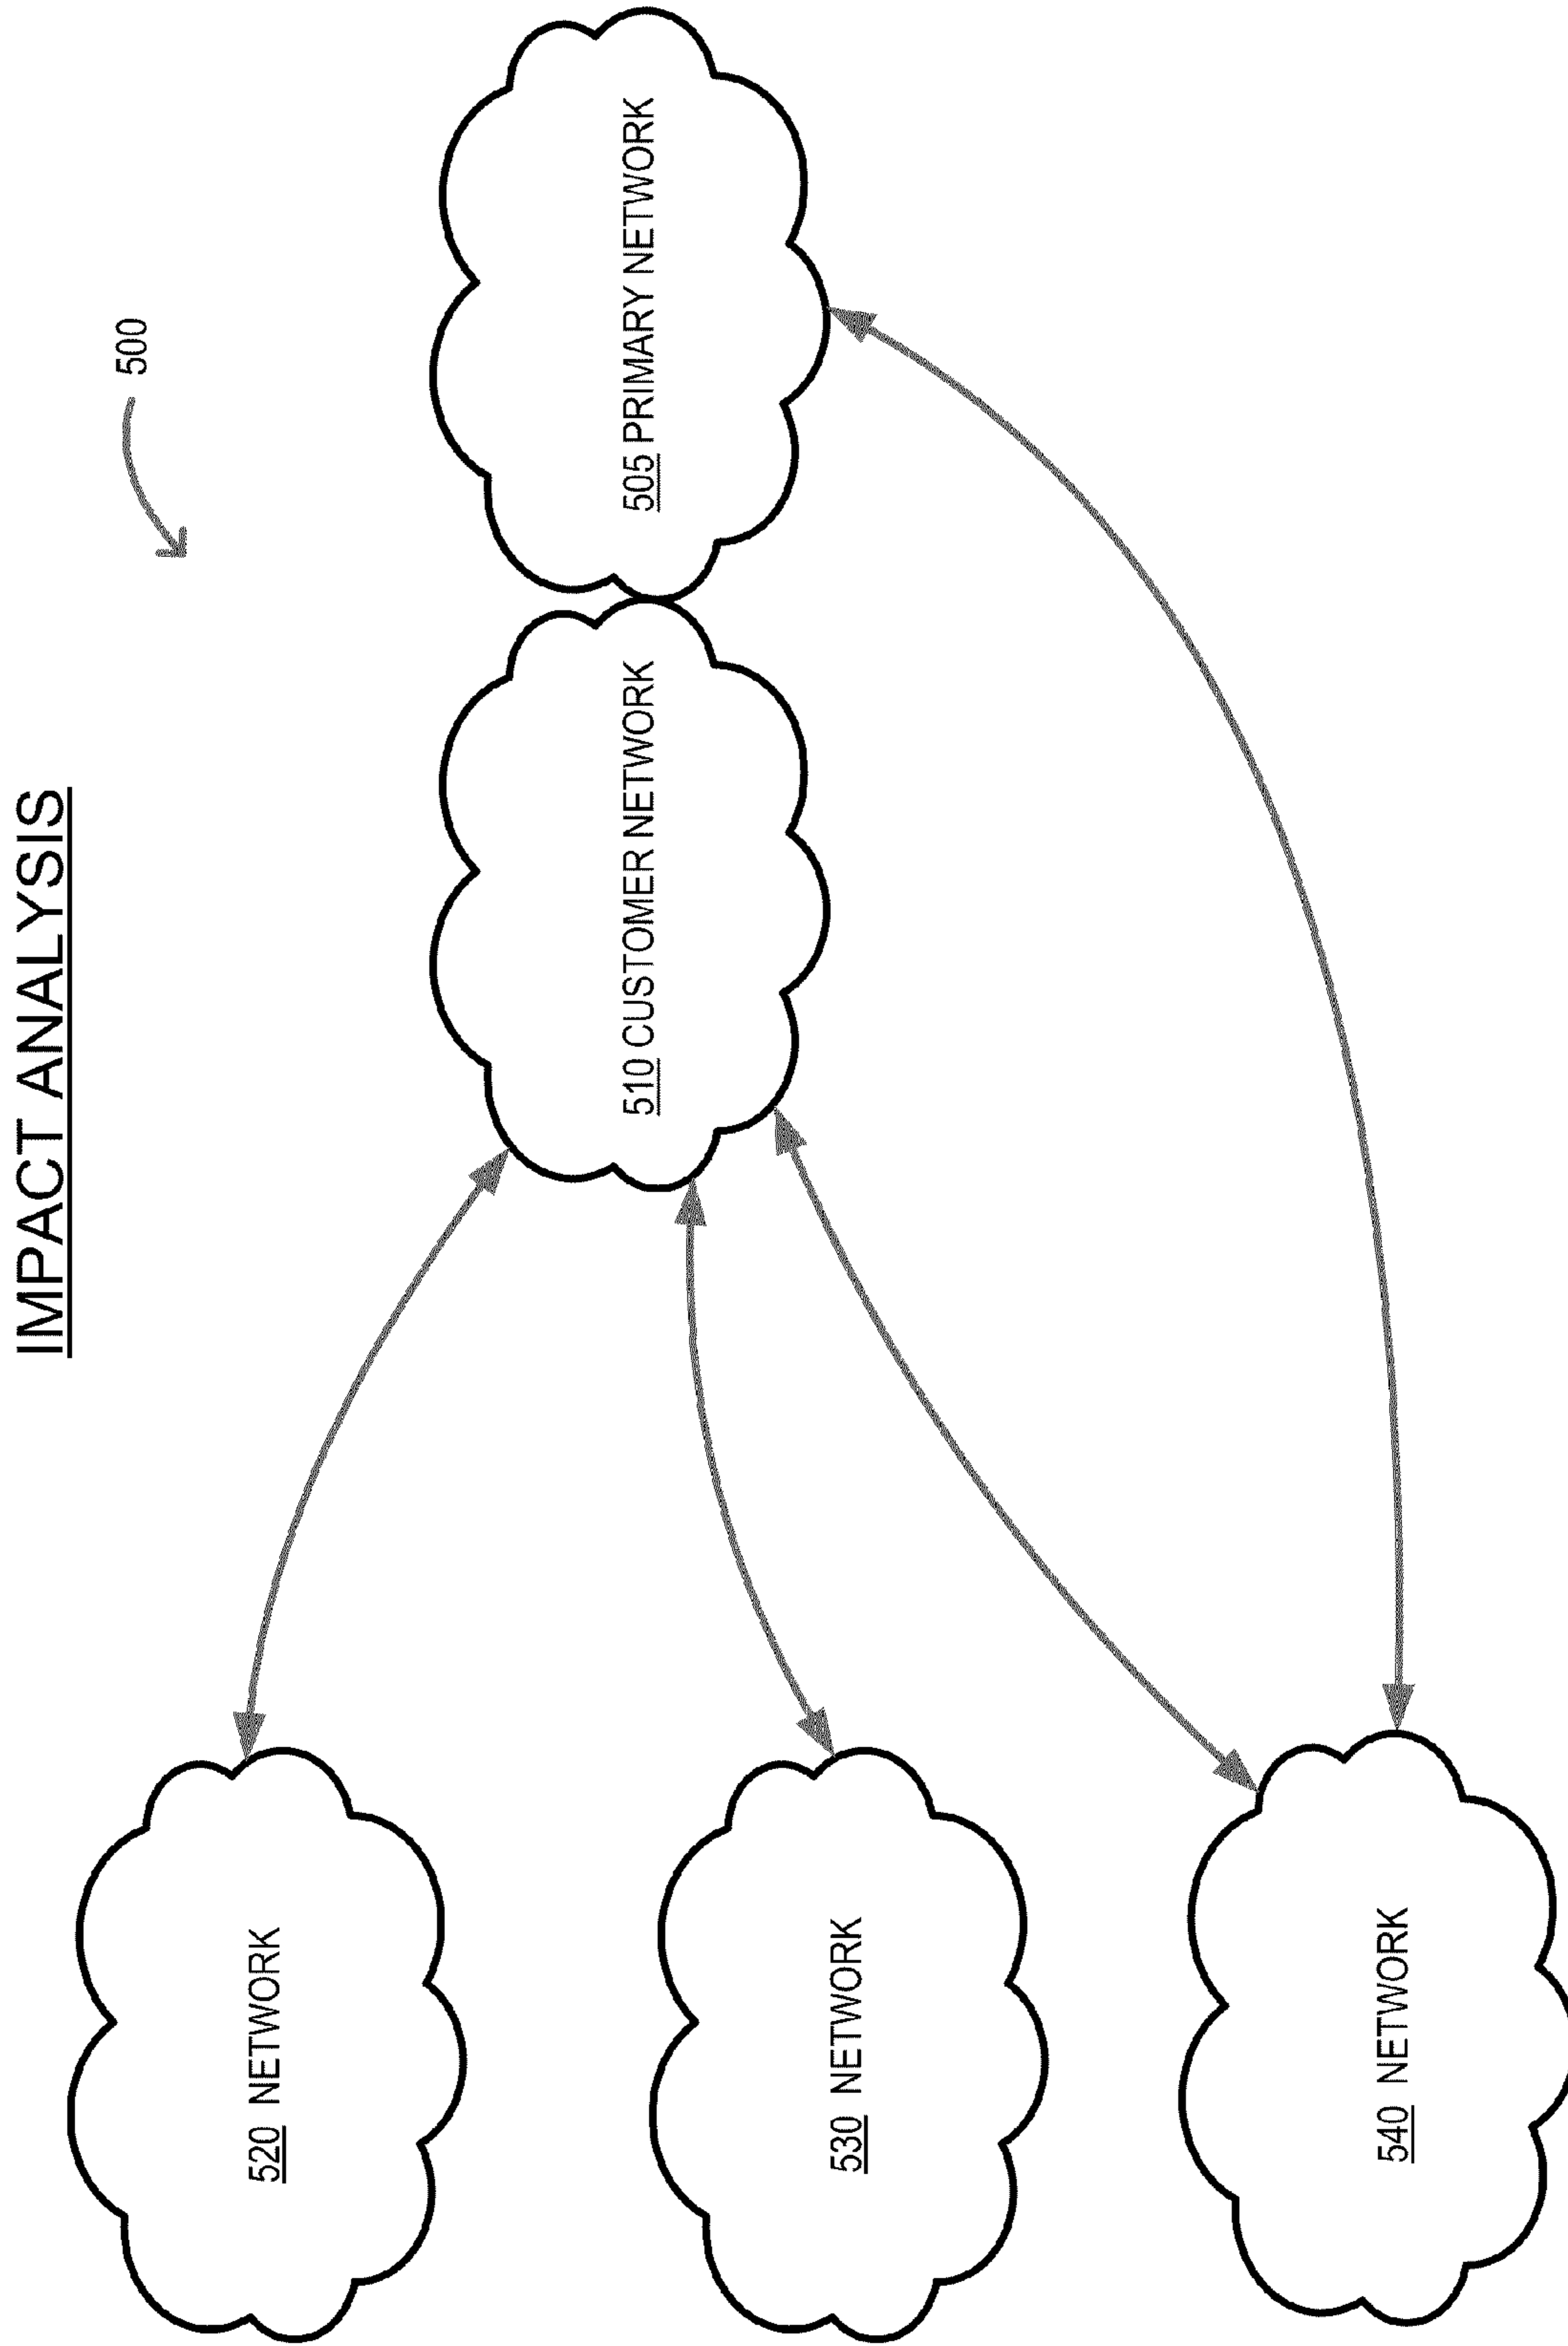 IMPACT ANALYSIS
500
520 NETWORK
510 CUSTOMER NETWORK
505 PRIMARY NETWORK
530 NETWORK
540 NETWORK